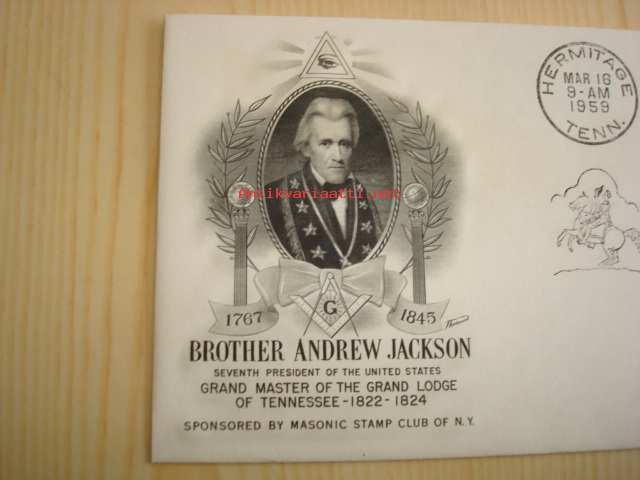 HERMITAGE
MAR 16
9-AM
1959
TENN.
Antikvariaatti.net
1767
G
1845
BROTHER ANDREW JACKSON
SEVENTH PRESIDENT OF THE UNITED STATES
GRAND MASTER OF THE GRAND LODGE
OF TENNESSEE-1822-1824
SPONSORED BY MASONIC STAMP CLUB OF N.Y.